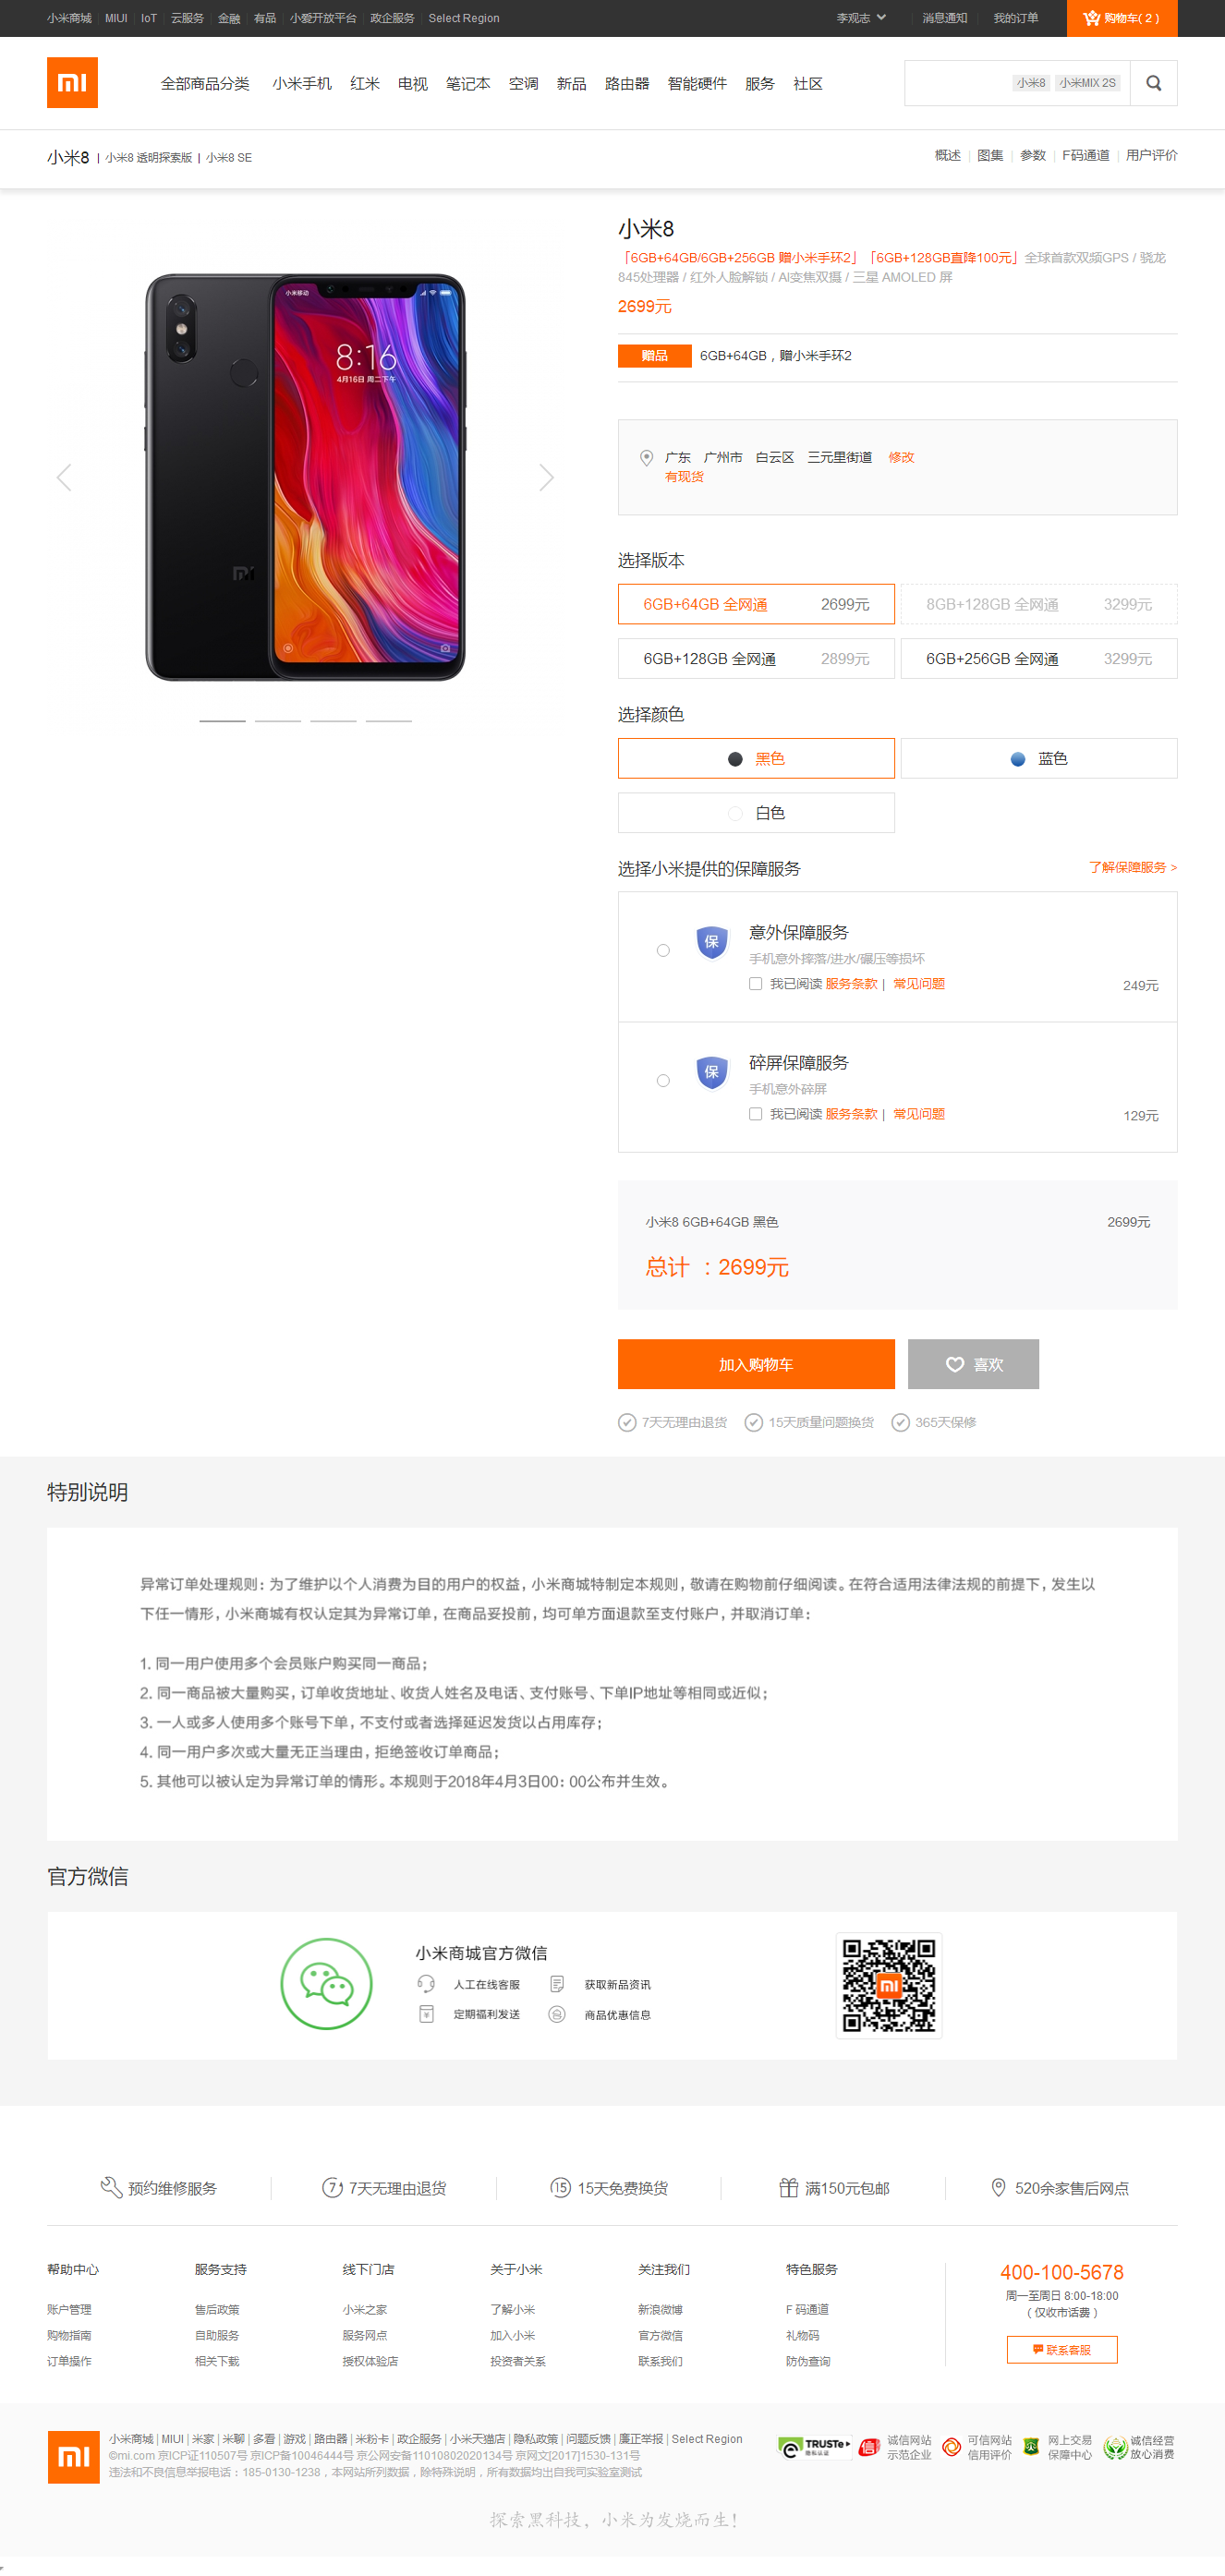 小米商城 MIUI IoT 云服务 金融 有品 小爱开放平台 政企服务 Select Region 李观志 消息通知 我的订单 购物车( 2 )
mi 全部商品分类 小米手机 红米 电视 笔记本 空调 新品 路由器 智能硬件 服务 社区 小米8 小米MIX 2S
小米8 | 小米8 透明探索版 | 小米8 SE 概述 | 图集 | 参数 | F码通道 | 用户评价
小米8
「6GB+64GB/6GB+256GB 赠小米手环2」「6GB+128GB直降100元」全球首款双频GPS / 骁龙
845处理器 / 红外人脸解锁 / AI变焦双摄 / 三星 AMOLED 屏
2699元
赠品 6GB+64GB，赠小米手环2
小米移动
8:16
4月16日 周二下午
mi
广东 广州市 白云区 三元里街道 修改
有现货
选择版本
6GB+64GB 全网通 2699元 8GB+128GB 全网通 3299元
6GB+128GB 全网通 2899元 6GB+256GB 全网通 3299元
选择颜色
黑色 蓝色
白色
选择小米提供的保障服务 了解保障服务 >
保 意外保障服务
手机意外摔落/进水/碾压等损坏
我已阅读 服务条款 | 常见问题 249元
保 碎屏保障服务
手机意外碎屏
我已阅读 服务条款 | 常见问题 129元
小米8 6GB+64GB 黑色 2699元
总计 ：2699元
加入购物车 喜欢
7天无理由退货 15天质量问题换货 365天保修
特别说明
异常订单处理规则：为了维护以个人消费为目的用户的权益，小米商城特制定本规则，敬请在购物前仔细阅读。在符合适用法律法规的前提下，发生以
下任一情形，小米商城有权认定其为异常订单，在商品妥投前，均可单方面退款至支付账户，并取消订单：
1. 同一用户使用多个会员账户购买同一商品；
2. 同一商品被大量购买，订单收货地址、收货人姓名及电话、支付账号、下单IP地址等相同或近似；
3. 一人或多人使用多个账号下单，不支付或者选择延迟发货以占用库存；
4. 同一用户多次或大量无正当理由，拒绝签收订单商品；
5. 其他可以被认定为异常订单的情形。本规则于2018年4月3日00：00公布并生效。
官方微信
小米商城官方微信
人工在线客服 获取新品资讯
定期福利发送 商品优惠信息
mi
预约维修服务 7 7天无理由退货 15 15天免费换货 满150元包邮 520余家售后网点
帮助中心 服务支持 线下门店 关于小米 关注我们 特色服务 400-100-5678
周一至周日 8:00-18:00
（仅收市话费）
账户管理 售后政策 小米之家 了解小米 新浪微博 F 码通道
购物指南 自助服务 服务网点 加入小米 官方微信 礼物码
订单操作 相关下载 授权体验店 投资者关系 联系我们 防伪查询
联系客服
mi 小米商城 | MIUI | 米家 | 米聊 | 多看 | 游戏 | 路由器 | 米粉卡 | 政企服务 | 小米天猫店 | 隐私政策 | 问题反馈 | 廉正举报 | Select Region
©mi.com 京ICP证110507号 京ICP备10046444号 京公网安备11010802020134号 京网文[2017]1530-131号
违法和不良信息举报电话：185-0130-1238，本网站所列数据，除特殊说明，所有数据均出自我司实验室测试
TRUSTe 隐私认证 诚信网站 示范企业 可信网站 信用评价 网上交易 保障中心 诚信经营 放心消费
探索黑科技，小米为发烧而生！